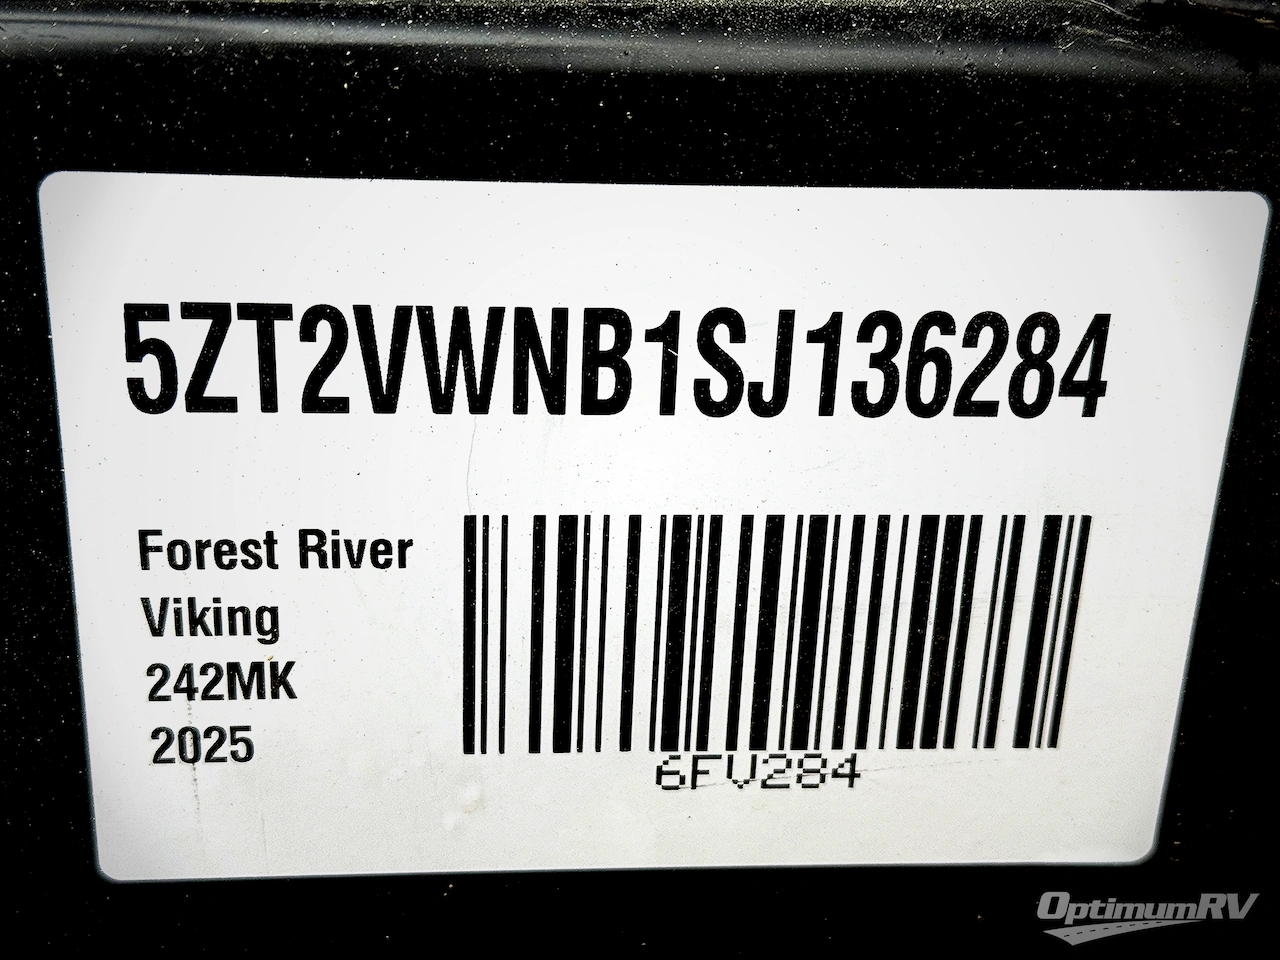 5ZT2VWNB1SJ136284
Forest River
Viking
242MK
2025
6FV284
OptimumRV